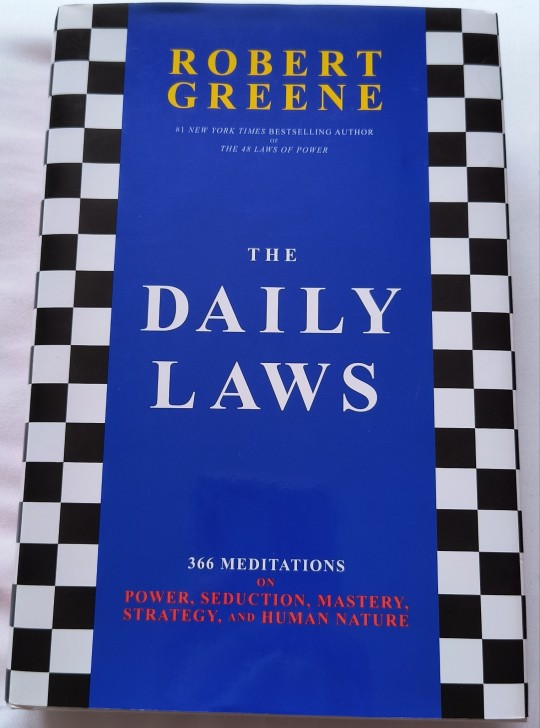 ROBERT
GREENE
#1 NEW YORK TIMES BESTSELLING AUTHOR
OF
THE 48 LAWS OF POWER
THE
DAILY
LAWS
366 MEDITATIONS
ON
POWER, SEDUCTION, MASTERY,
STRATEGY, AND HUMAN NATURE